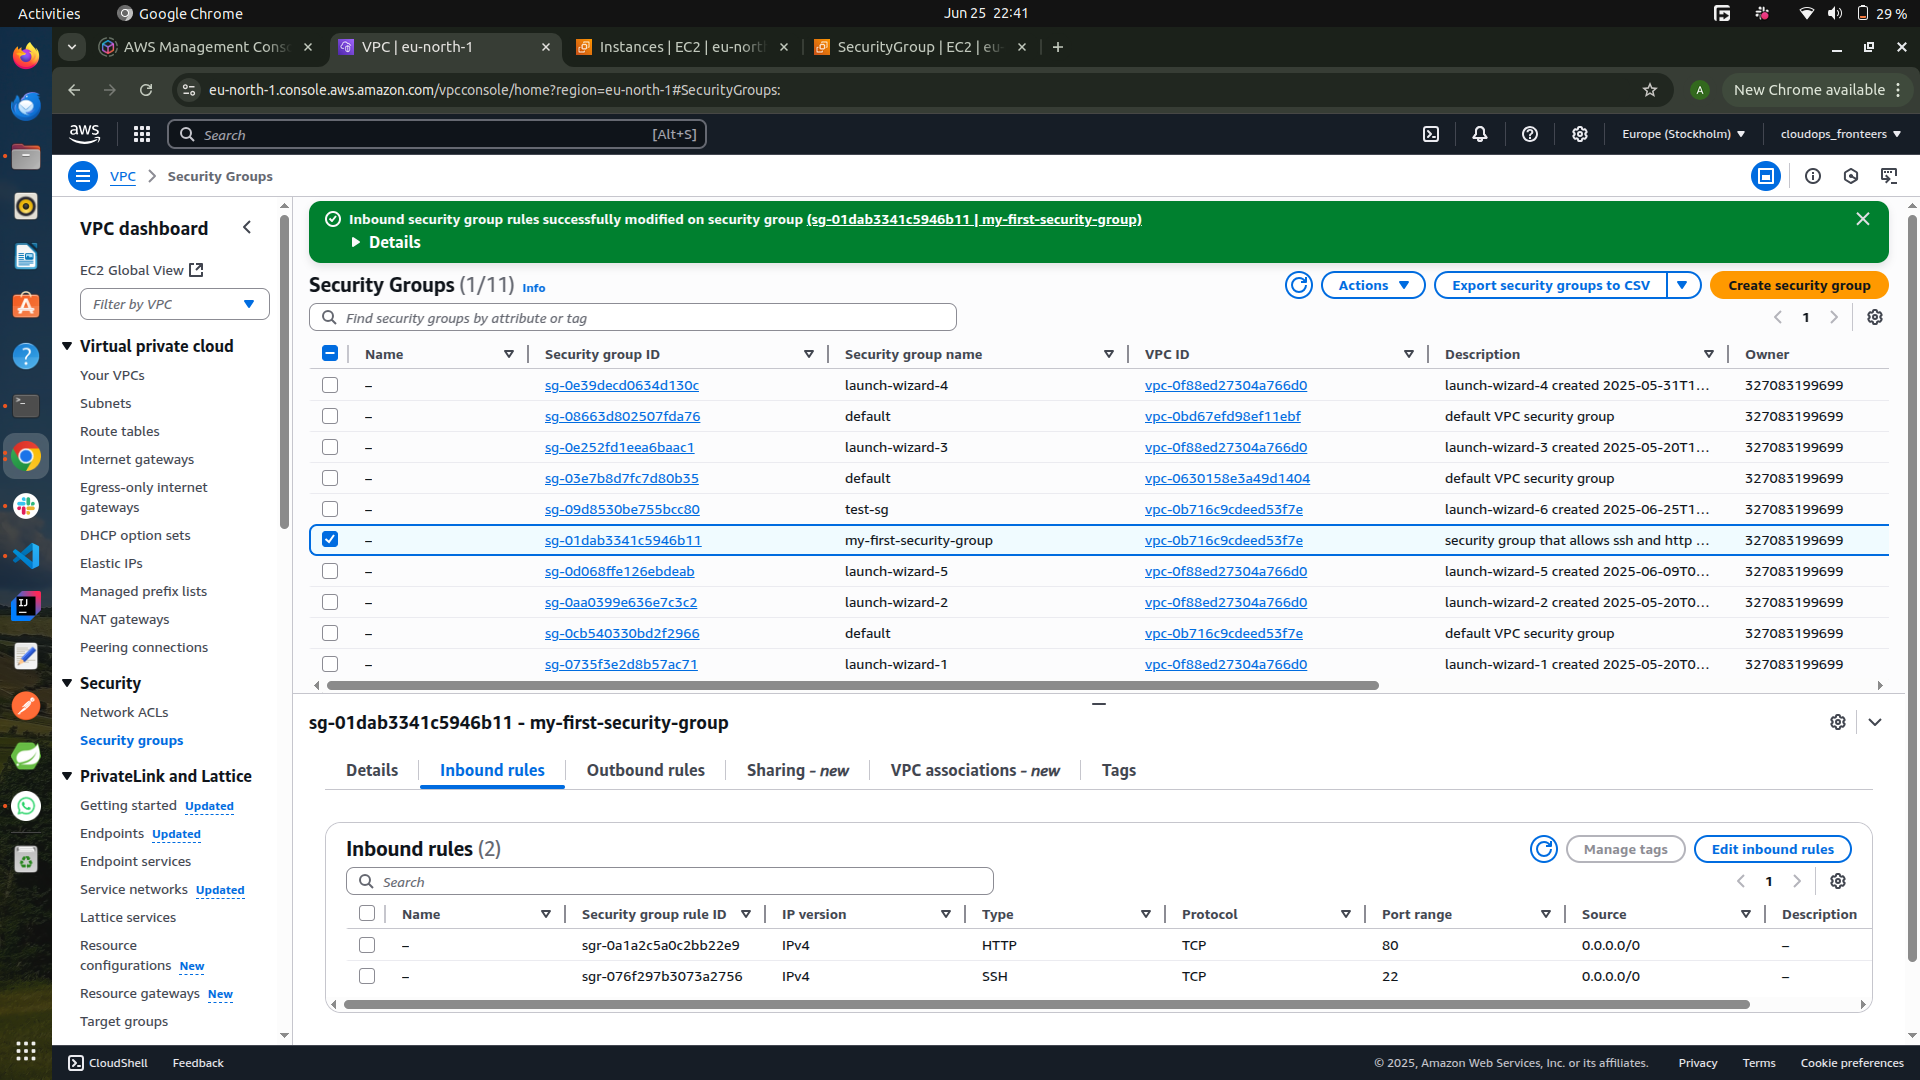 Activities
Google Chrome
Jun 25 22:41
29 %
AWS Management Conso
VPC | eu-north-1
Instances | EC2 | eu-nort
SecurityGroup | EC2 | eu-
eu-north-1.console.aws.amazon.com/vpcconsole/home?region=eu-north-1#SecurityGroups:
A
New Chrome available
aws
Search
[Alt+S]
Europe (Stockholm)
cloudops_fronteers
VPC
Security Groups
VPC dashboard
EC2 Global View
Filter by VPC
Virtual private cloud
Your VPCs
Subnets
Route tables
Internet gateways
Egress-only internet
gateways
DHCP option sets
Elastic IPs
Managed prefix lists
NAT gateways
Peering connections
Security
Network ACLs
Security groups
PrivateLink and Lattice
Getting started Updated
Endpoints Updated
Endpoint services
Service networks Updated
Lattice services
Resource
configurations New
Resource gateways New
Target groups
Inbound security group rules successfully modified on security group (sg-01dab3341c5946b11 | my-first-security-group)
Details
Security Groups (1/11) Info
Actions
Export security groups to CSV
Create security group
Find security groups by attribute or tag
1
Name Security group ID Security group name VPC ID Description Owner
– sg-0e39decd0634d130c launch-wizard-4 vpc-0f88ed27304a766d0 launch-wizard-4 created 2025-05-31T1... 327083199699
– sg-08663d802507fda76 default vpc-0bd67efd98ef11ebf default VPC security group 327083199699
– sg-0e252fd1eea6baac1 launch-wizard-3 vpc-0f88ed27304a766d0 launch-wizard-3 created 2025-05-20T1... 327083199699
– sg-03e7b8d7fc7d80b35 default vpc-0630158e3a49d1404 default VPC security group 327083199699
– sg-09d8530be755bcc80 test-sg vpc-0b716c9cdeed53f7e launch-wizard-6 created 2025-06-25T1... 327083199699
– sg-01dab3341c5946b11 my-first-security-group vpc-0b716c9cdeed53f7e security group that allows ssh and http ... 327083199699
– sg-0d068ffe126ebdeab launch-wizard-5 vpc-0f88ed27304a766d0 launch-wizard-5 created 2025-06-09T0... 327083199699
– sg-0aa0399e636e7c3c2 launch-wizard-2 vpc-0f88ed27304a766d0 launch-wizard-2 created 2025-05-20T0... 327083199699
– sg-0cb540330bd2f2966 default vpc-0b716c9cdeed53f7e default VPC security group 327083199699
– sg-0735f3e2d8b57ac71 launch-wizard-1 vpc-0f88ed27304a766d0 launch-wizard-1 created 2025-05-20T0... 327083199699
sg-01dab3341c5946b11 - my-first-security-group
Details
Inbound rules
Outbound rules
Sharing - new
VPC associations - new
Tags
Inbound rules (2)
Manage tags
Edit inbound rules
Search
1
Name Security group rule ID IP version Type Protocol Port range Source Description
– sgr-0a1a2c5a0c2bb22e9 IPv4 HTTP TCP 80 0.0.0.0/0 –
– sgr-076f297b3073a2756 IPv4 SSH TCP 22 0.0.0.0/0 –
CloudShell
Feedback
© 2025, Amazon Web Services, Inc. or its affiliates.
Privacy
Terms
Cookie preferences